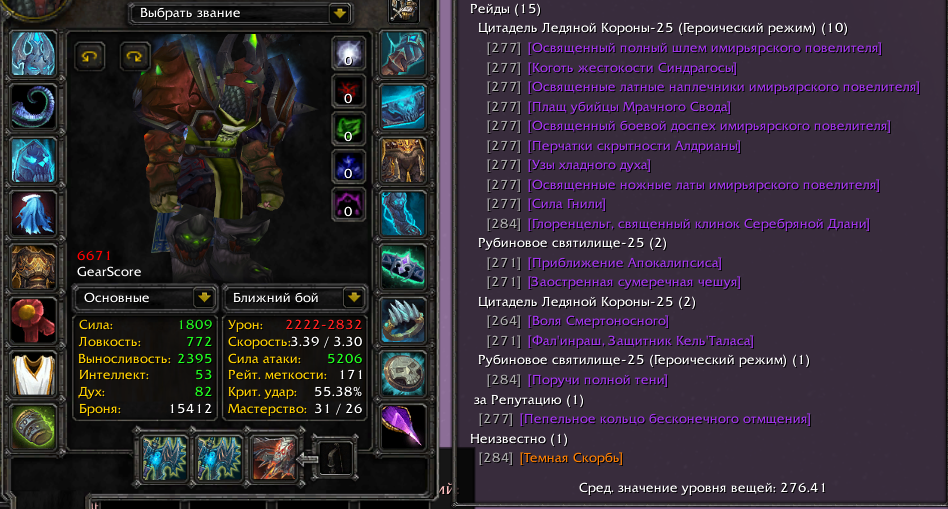 Выбрать звание
0
0
0
0
0
6671
GearScore
Основные
Ближний бой
Сила: 1809
Ловкость: 772
Выносливость: 2395
Интеллект: 53
Дух: 82
Броня: 15412
Урон: 2222-2832
Скорость: 3.39 / 3.30
Сила атаки: 5206
Рейт. меткости: 171
Крит. удар: 55.38%
Мастерство: 31 / 26
Рейды (15)
Цитадель Ледяной Короны-25 (Героический режим) (10)
[277] [Освященный полный шлем имирьярского повелителя]
[277] [Коготь жестокости Синдрагосы]
[277] [Освященные латные наплечники имирьярского повелителя]
[277] [Плащ убийцы Мрачного Свода]
[277] [Освященный боевой доспех имирьярского повелителя]
[277] [Перчатки скрытности Алдрианы]
[277] [Узы хладного духа]
[277] [Освященные ножные латы имирьярского повелителя]
[277] [Сила Гнили]
[284] [Глоренцельг, священный клинок Серебряной Длани]
Рубиновое святилище-25 (2)
[271] [Приближение Апокалипсиса]
[271] [Заостренная сумеречная чешуя]
Цитадель Ледяной Короны-25 (2)
[264] [Воля Смертоносного]
[271] [Фал'инраш, Защитник Кель'Таласа]
Рубиновое святилище-25 (Героический режим) (1)
[284] [Поручи полной тени]
за Репутацию (1)
[277] [Пепельное кольцо бесконечного отмщения]
Неизвестно (1)
[284] [Темная Скорбь]
Сред. значение уровня вещей: 276.41
ий